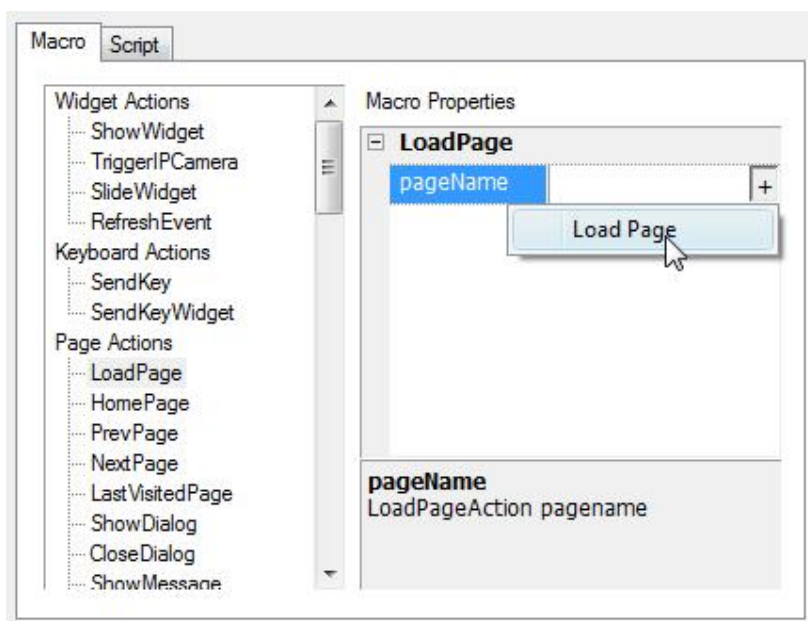 Macro
Script
Widget Actions
ShowWidget
TriggerIPCamera
SlideWidget
RefreshEvent
Keyboard Actions
SendKey
SendKeyWidget
Page Actions
LoadPage
HomePage
PrevPage
NextPage
LastVisitedPage
ShowDialog
CloseDialog
ShowMessage
Macro Properties
LoadPage
pageName
+
Load Page
pageName
LoadPageAction pagename